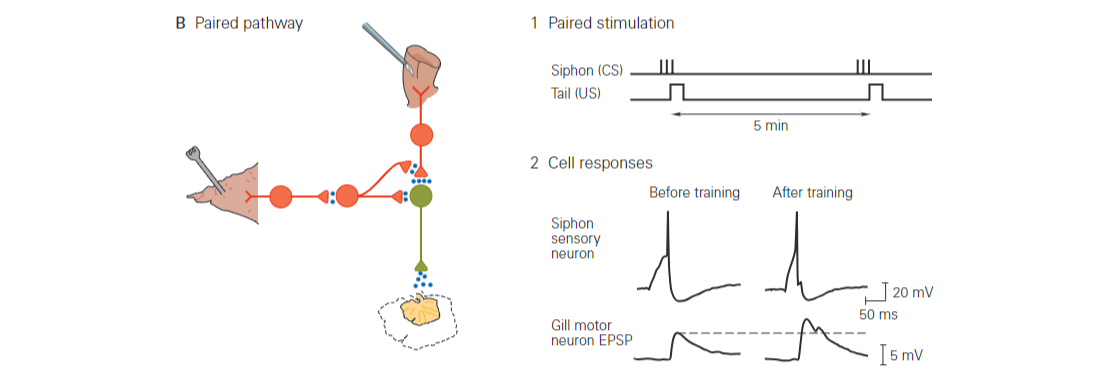 B Paired pathway
1 Paired stimulation
Siphon (CS)
Tail (US)
5 min
2 Cell responses
Before training
After training
Siphon
sensory
neuron
20 mV
50 ms
Gill motor
neuron EPSP
5 mV